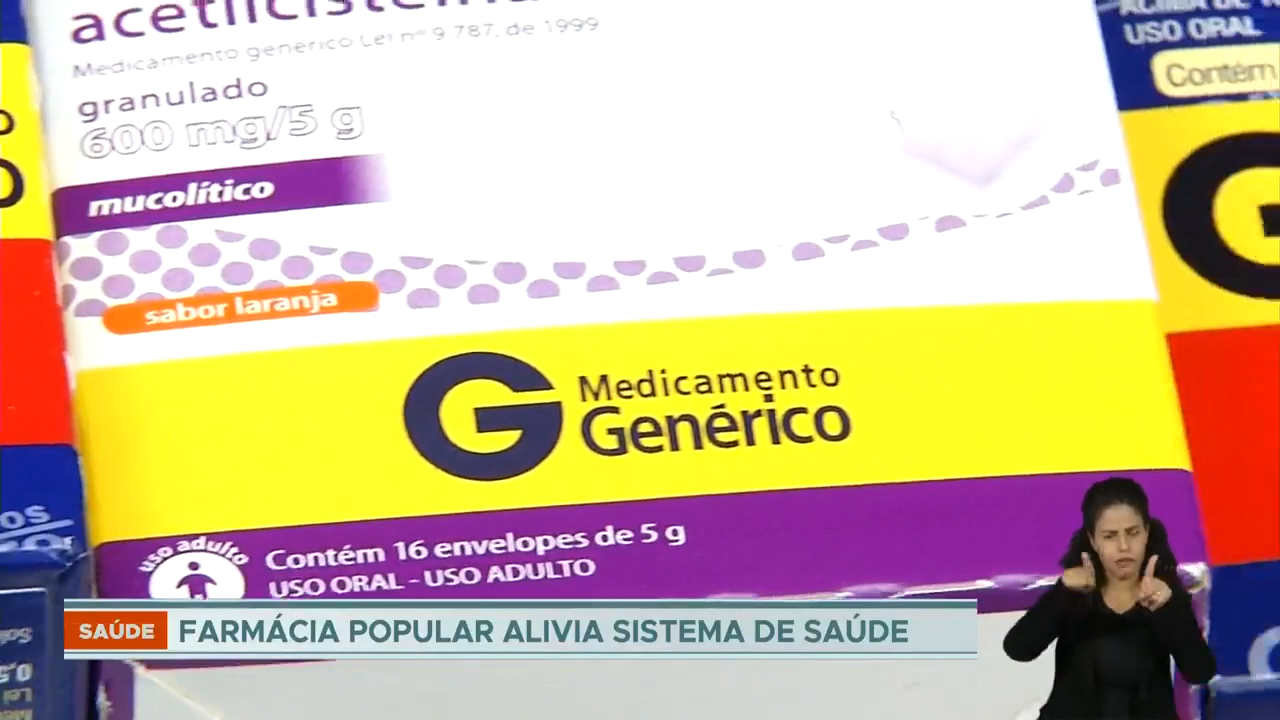 Medicamento genérico Lei nº 9.787, de 1999
granulado
600 mg/5 g
mucolítico
sabor laranja
G Medicamento
Genérico
uso adulto
Contém 16 envelopes de 5 g
USO ORAL - USO ADULTO
USO ORAL
Contém
G
SAÚDE
FARMÁCIA POPULAR ALIVIA SISTEMA DE SAÚDE